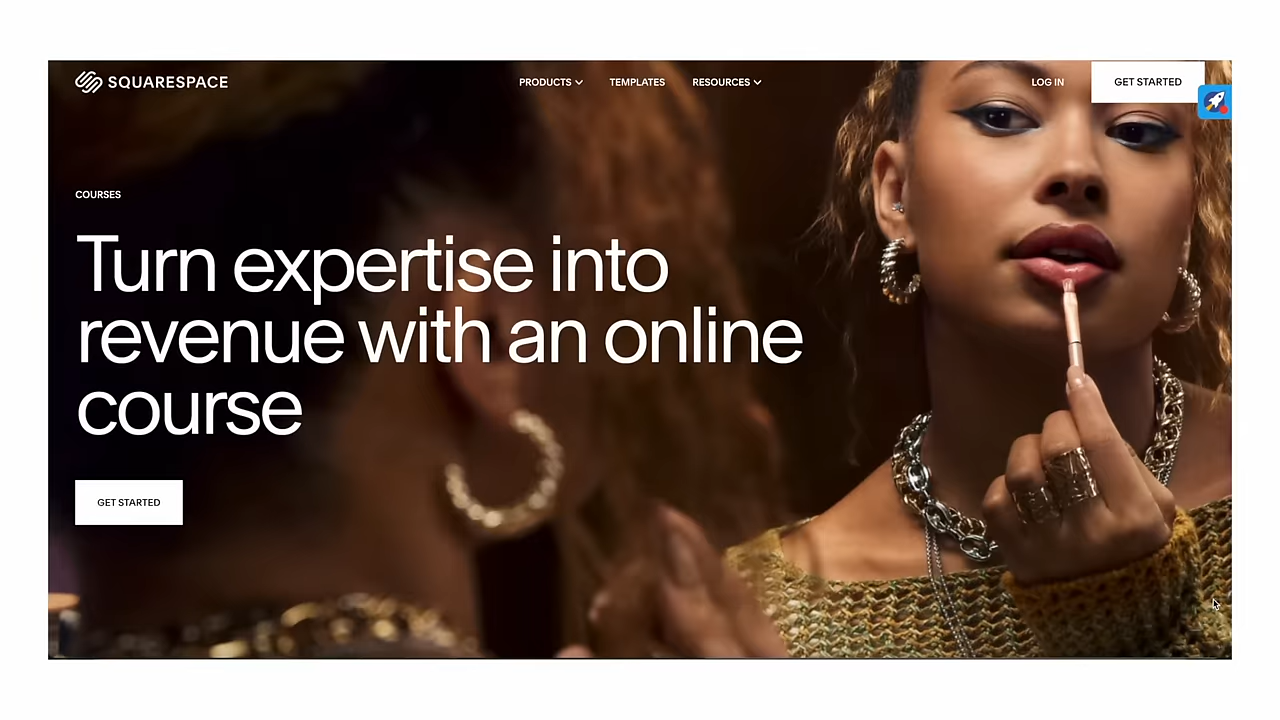 SQUARESPACE
PRODUCTS
TEMPLATES
RESOURCES
LOG IN
GET STARTED
COURSES
Turn expertise into
revenue with an online
course
GET STARTED